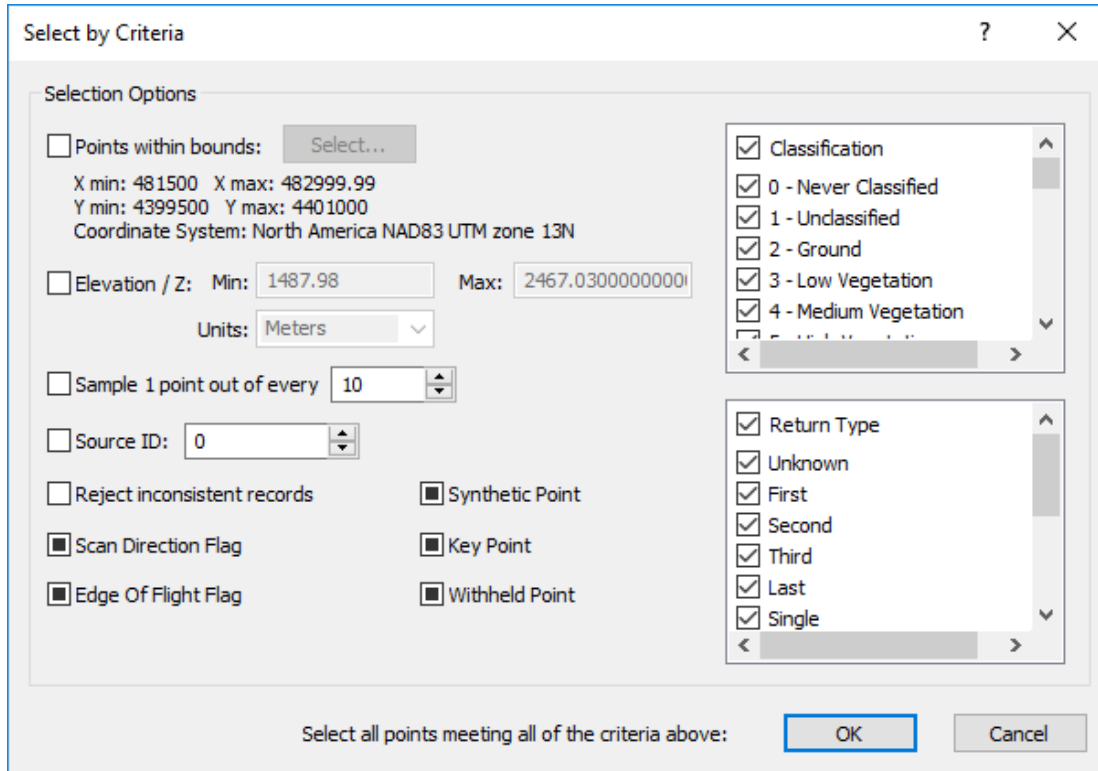 Select by Criteria
Selection Options
Points within bounds: Select...
X min: 481500 X max: 482999.99
Y min: 4399500 Y max: 4401000
Coordinate System: North America NAD83 UTM zone 13N
Elevation / Z: Min: 1487.98 Max: 2467.0300000000
Units: Meters
Sample 1 point out of every 10
Source ID: 0
Reject inconsistent records Synthetic Point
Scan Direction Flag Key Point
Edge Of Flight Flag Withheld Point
Classification
0 - Never Classified
1 - Unclassified
2 - Ground
3 - Low Vegetation
4 - Medium Vegetation
Return Type
Unknown
First
Second
Third
Last
Single
Select all points meeting all of the criteria above: OK Cancel